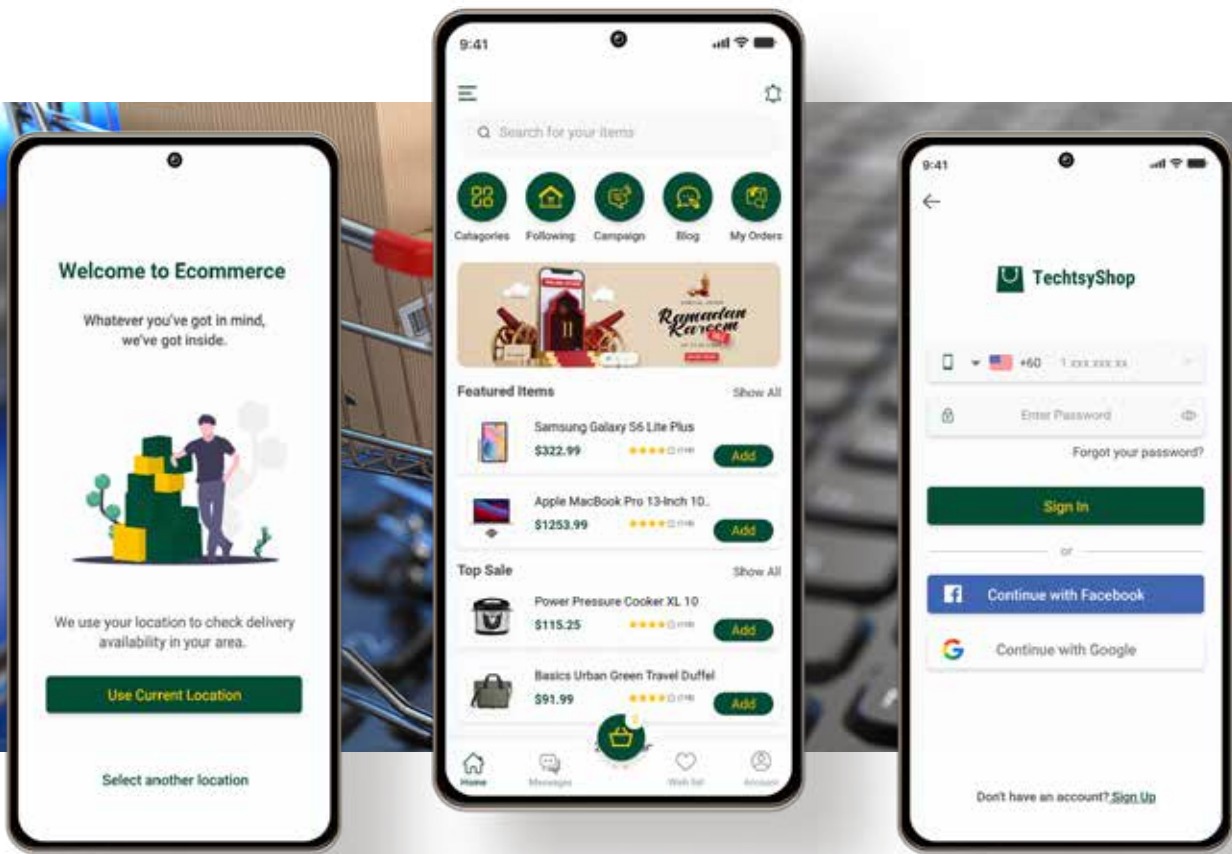 Welcome to Ecommerce
Whatever you've got in mind,
we've got inside.
We use your location to check delivery
availability in your area.
Use Current Location
Select another location
9:41
Search for your items
Catagories
Following
Campaign
Blog
My Orders
Ramadan
Kareem
Featured Items
Show All
Samsung Galaxy S6 Lite Plus
$322.99
Add
Apple MacBook Pro 13-Inch 10..
$1253.99
Add
Top Sale
Show All
Power Pressure Cooker XL 10
$115.25
Add
Basics Urban Green Travel Duffel
$91.99
Add
Home
Messages
Wish list
Account
9:41
TechtsyShop
+60
1 xxx xxx xx
Enter Password
Forgot your password?
Sign In
or
Continue with Facebook
Continue with Google
Don't have an account? Sign Up